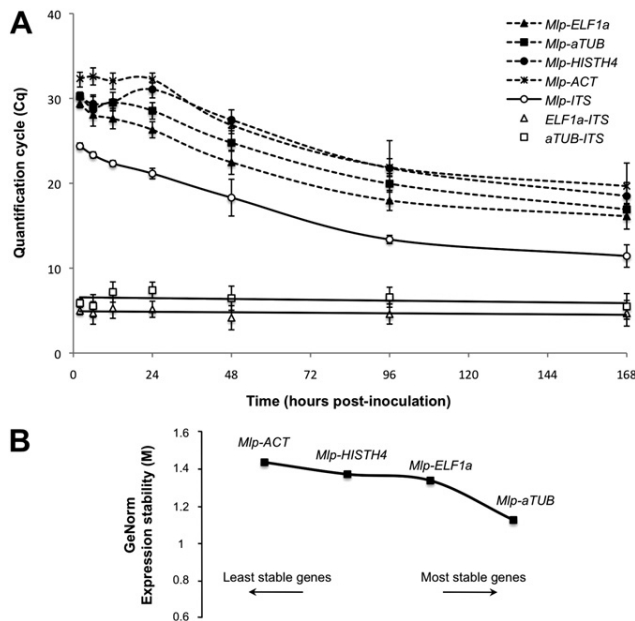 A
Quantification cycle (Cq)
40
30
20
10
0
0 24 48 72 96 120 144 168
Time (hours post-inoculation)
Mlp-ELF1a
Mlp-aTUB
Mlp-HISTH4
Mlp-ACT
Mlp-ITS
ELF1a-ITS
aTUB-ITS
B
GeNorm
Expression stability (M)
1.6
1.4
1.2
1
0.8
0.6
Mlp-ACT
Mlp-HISTH4
Mlp-ELF1a
Mlp-aTUB
Least stable genes
Most stable genes